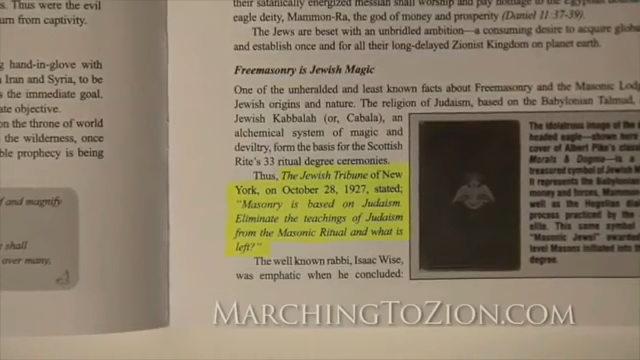 s. Thus were the evil
urn from captivity.
ng hand-in-glove with
Iran and Syria, to be
s the immediate goal.
ate objective.
on the throne of world
the wilderness, once
ble prophecy is being
of and magnify
shall
over many,
their satanically energized messiah shall worship and pay homage to the Egyptian
eagle deity, Mammon-Ra, the god of money and prosperity (Daniel 11:37-39).
The Jews are beset with an unbridled ambition—a consuming desire to acquire global
and establish once and for all their long-delayed Zionist Kingdom on planet earth.
Freemasonry is Jewish Magic
One of the unheralded and least known facts about Freemasonry and the Masonic Lodg
Jewish origins and nature. The religion of Judaism, based on the Babylonian Talmud,
Jewish Kabbalah (or, Cabala), an
alchemical system of magic and
deviltry, form the basis for the Scottish
Rite's 33 ritual degree ceremonies.
Thus, The Jewish Tribune of New
York, on October 28, 1927, stated;
"Masonry is based on Judaism.
Eliminate the teachings of Judaism
from the Masonic Ritual and what is
left?"
The well known rabbi, Isaac Wise,
was emphatic when he concluded:
The idolatrous image of the
headed eagle—shown here
cover of Albert Pike's classic
Morals & Dogma—is a
treasured symbol of Jewish M
It represents the Babylonian
money and forces, Mammon
well as the Hegelian dial
process practiced by the
elite. This same symbol
"Masonic Jewel" awarded
level Masons initiated into th
degree.
MARCHINGTOZION.COM